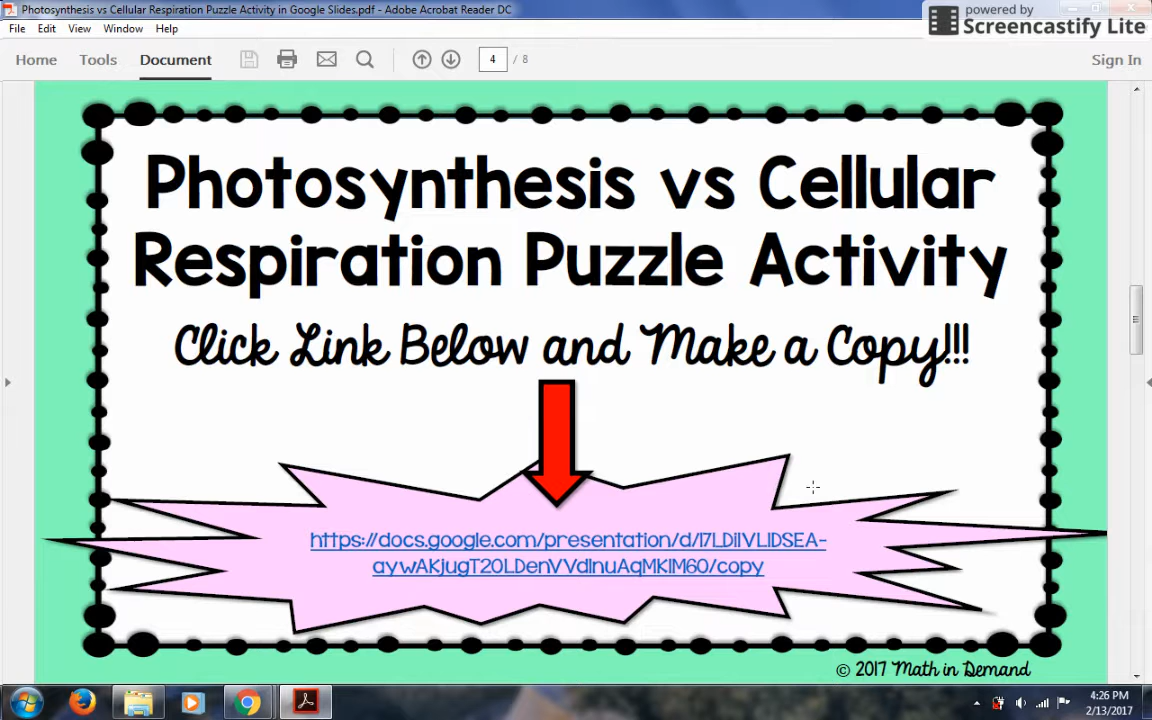 Photosynthesis vs Cellular Respiration Puzzle Activity in Google Slides.pdf - Adobe Acrobat Reader DC
powered by
Screencastify Lite
File Edit View Window Help
Home Tools Document 4 / 8 Sign In
Photosynthesis vs Cellular
Respiration Puzzle Activity
Click Link Below and Make a Copy!!!
https://docs.google.com/presentation/d/
/copy
© 2017 Math in Demand
4:26 PM
2/13/2017